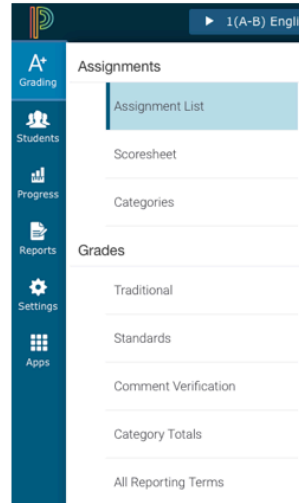 1(A-B) Engli
A+
Grading
Students
Progress
Reports
Settings
Apps
Assignments
Assignment List
Scoresheet
Categories
Grades
Traditional
Standards
Comment Verification
Category Totals
All Reporting Terms